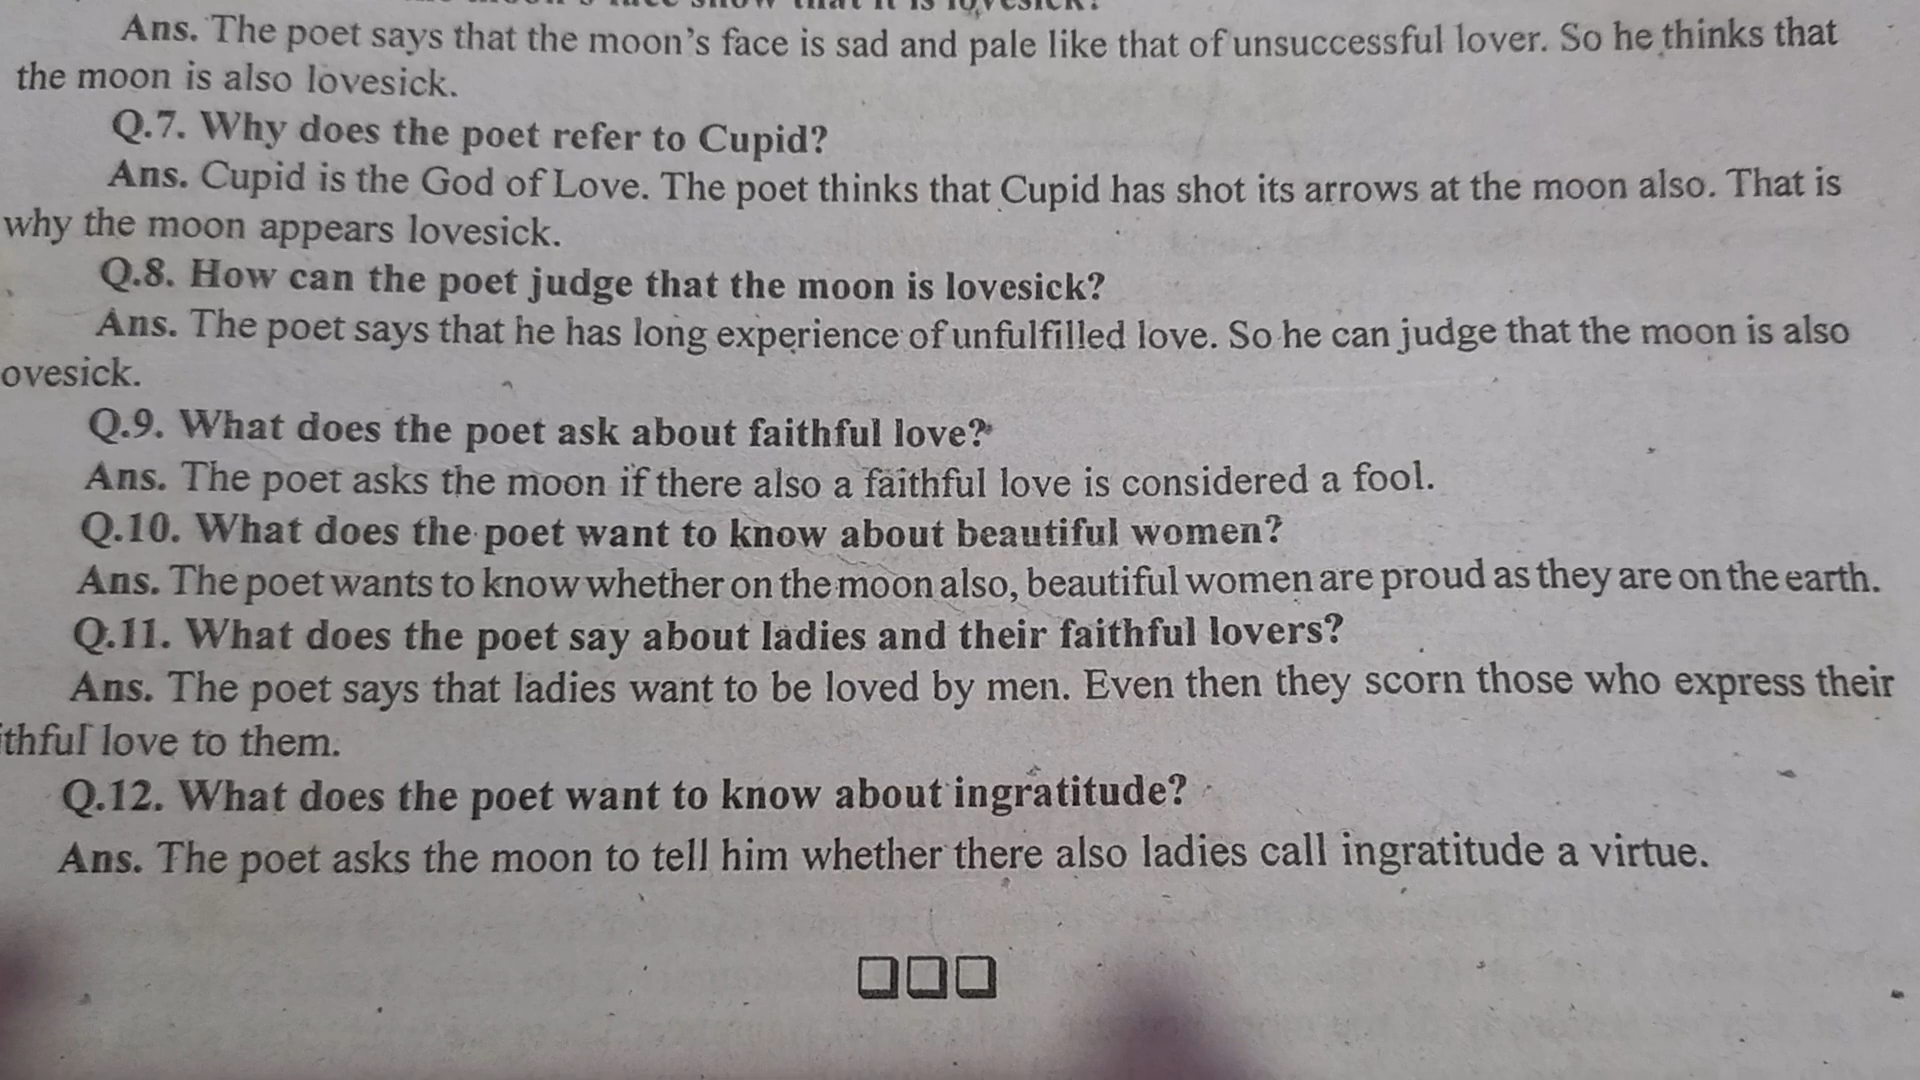 Ans. The poet says that the moon's face is sad and pale like that of unsuccessful lover. So he thinks that
the moon is also lovesick.
Q.7. Why does the poet refer to Cupid?
Ans. Cupid is the God of Love. The poet thinks that Cupid has shot its arrows at the moon also. That is
why the moon appears lovesick.
Q.8. How can the poet judge that the moon is lovesick?
Ans. The poet says that he has long experience of unfulfilled love. So he can judge that the moon is also
ovesick.
Q.9. What does the poet ask about faithful love?
Ans. The poet asks the moon if there also a faithful love is considered a fool.
Q.10. What does the poet want to know about beautiful women?
Ans. The poet wants to know whether on the moon also, beautiful women are proud as they are on the earth.
Q.11. What does the poet say about ladies and their faithful lovers?
Ans. The poet says that ladies want to be loved by men. Even then they scorn those who express their
ithful love to them.
Q.12. What does the poet want to know about ingratitude?
Ans. The poet asks the moon to tell him whether there also ladies call ingratitude a virtue.